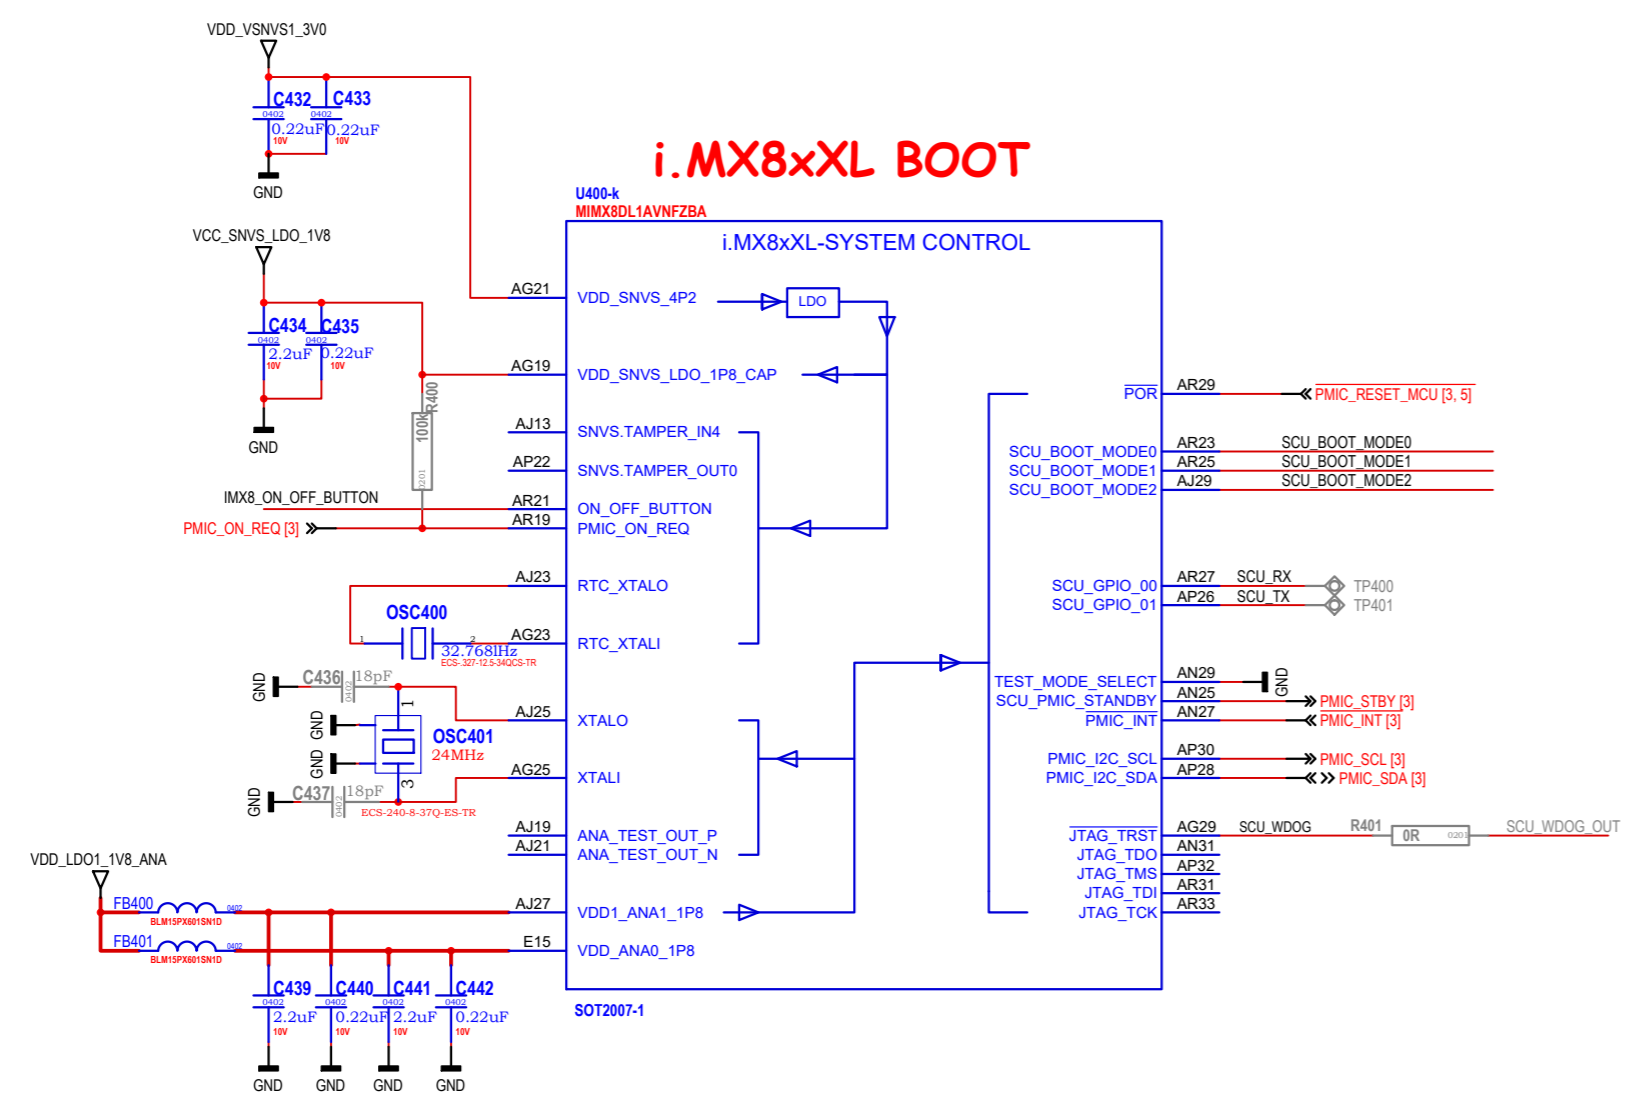 VDD_VSNVS1_3V0
C432
0402
0.22uF
10V
C433
0402
0.22uF
10V
GND
i.MX8xXL BOOT
U400-k
MIMX8DL1AVNFZBA
i.MX8xXL-SYSTEM CONTROL
VCC_SNVS_LDO_1V8
C434
0402
2.2uF
10V
C435
0402
0.22uF
10V
GND
R400
100k
0201
IMX8_ON_OFF_BUTTON
PMIC_ON_REQ [3]
AG21
VDD_SNVS_4P2
LDO
AG19
VDD_SNVS_LDO_1P8_CAP
AJ13
SNVS.TAMPER_IN4
AP22
SNVS.TAMPER_OUT0
AR21
ON_OFF_BUTTON
AR19
PMIC_ON_REQ
AJ23
RTC_XTALO
OSC400
1
2
32.768lHz
ECS-.327-12.5-34QCS-TR
AG23
RTC_XTALI
GND
C436
0402
18pF
1
GND
GND
OSC401
24MHz
3
GND
C437
0402
18pF
ECS-240-8-37Q-ES-TR
AJ25
XTALO
AG25
XTALI
AJ19
ANA_TEST_OUT_P
AJ21
ANA_TEST_OUT_N
VDD_LDO1_1V8_ANA
FB400
0402
BLM15PX601SN1D
AJ27
VDD1_ANA1_1P8
FB401
0402
BLM15PX601SN1D
E15
VDD_ANA0_1P8
C439
0402
2.2uF
10V
GND
C440
0402
0.22uF
10V
GND
C441
0402
2.2uF
10V
GND
C442
0402
0.22uF
10V
GND
SOT2007-1
POR
AR29
PMIC_RESET_MCU [3, 5]
SCU_BOOT_MODE0
AR23
SCU_BOOT_MODE0
SCU_BOOT_MODE1
AR25
SCU_BOOT_MODE1
SCU_BOOT_MODE2
AJ29
SCU_BOOT_MODE2
SCU_GPIO_00
AR27
SCU_RX
TP400
SCU_GPIO_01
AP26
SCU_TX
TP401
TEST_MODE_SELECT
AN29
GND
SCU_PMIC_STANDBY
AN25
PMIC_STBY [3]
PMIC_INT
AN27
PMIC_INT [3]
PMIC_I2C_SCL
AP30
PMIC_SCL [3]
PMIC_I2C_SDA
AP28
PMIC_SDA [3]
JTAG_TRST
AG29
SCU_WDOG
R401
0R
0201
SCU_WDOG_OUT
JTAG_TDO
AN31
JTAG_TMS
AP32
JTAG_TDI
AR31
JTAG_TCK
AR33